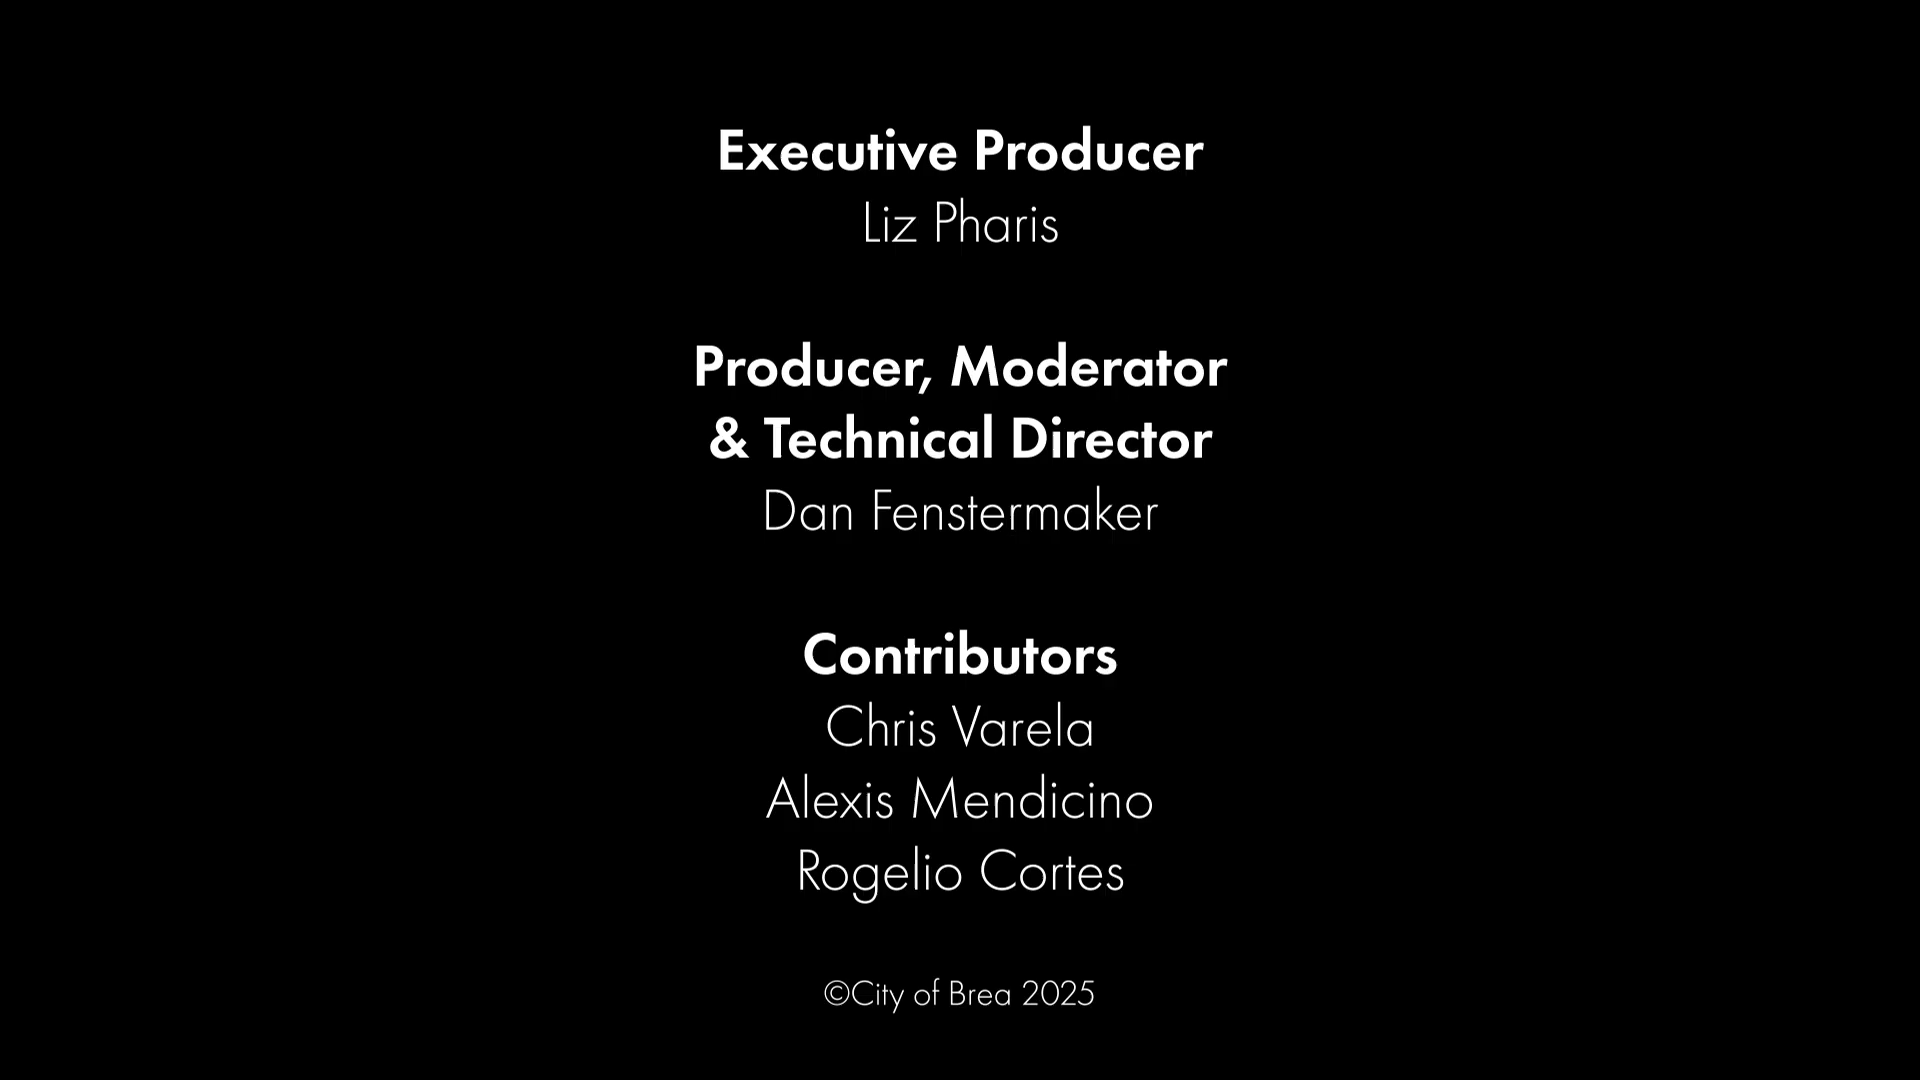 Executive Producer
Liz Pharis
Producer, Moderator
& Technical Director
Dan Fenstermaker
Contributors
Chris Varela
Alexis Mendicino
Rogelio Cortes
©City of Brea 2025